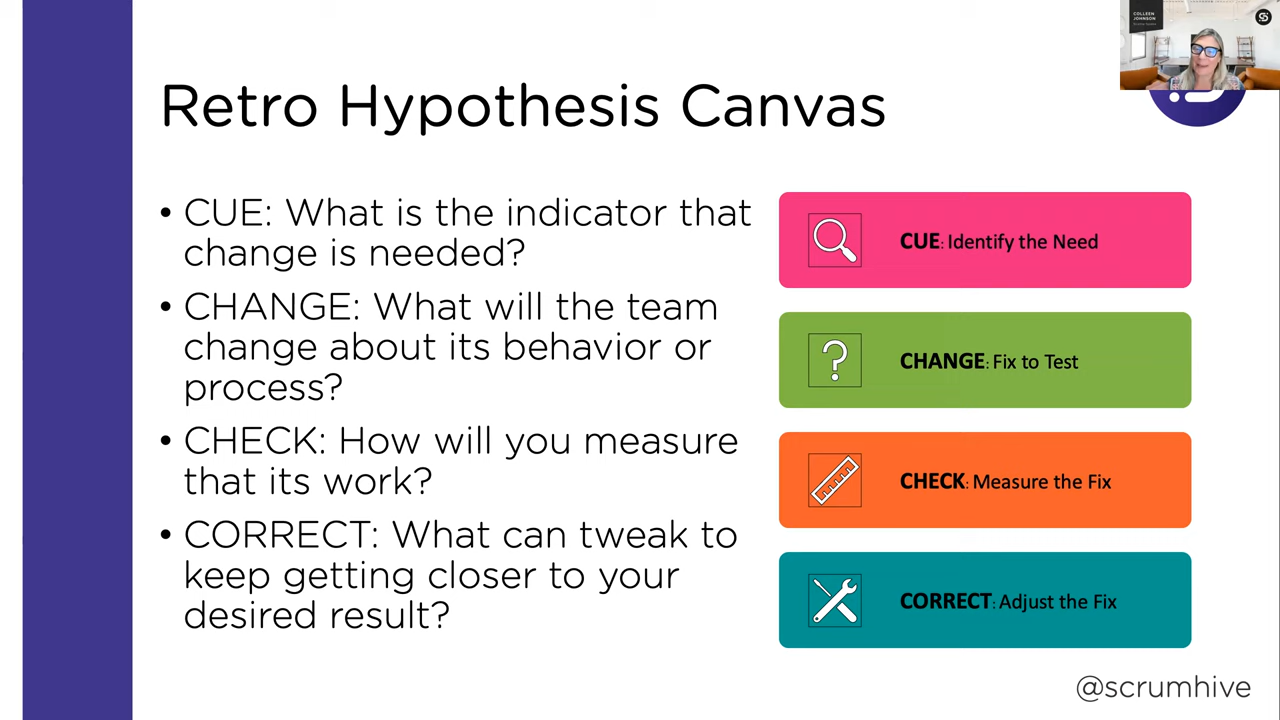 COLLEEN
JOHNSON
Retro Hypothesis Canvas
• CUE: What is the indicator that
change is needed?
• CHANGE: What will the team
change about its behavior or
process?
• CHECK: How will you measure
that its work?
• CORRECT: What can tweak to
keep getting closer to your
desired result?
CUE: Identify the Need
CHANGE: Fix to Test
CHECK: Measure the Fix
CORRECT: Adjust the Fix
@scrumhive